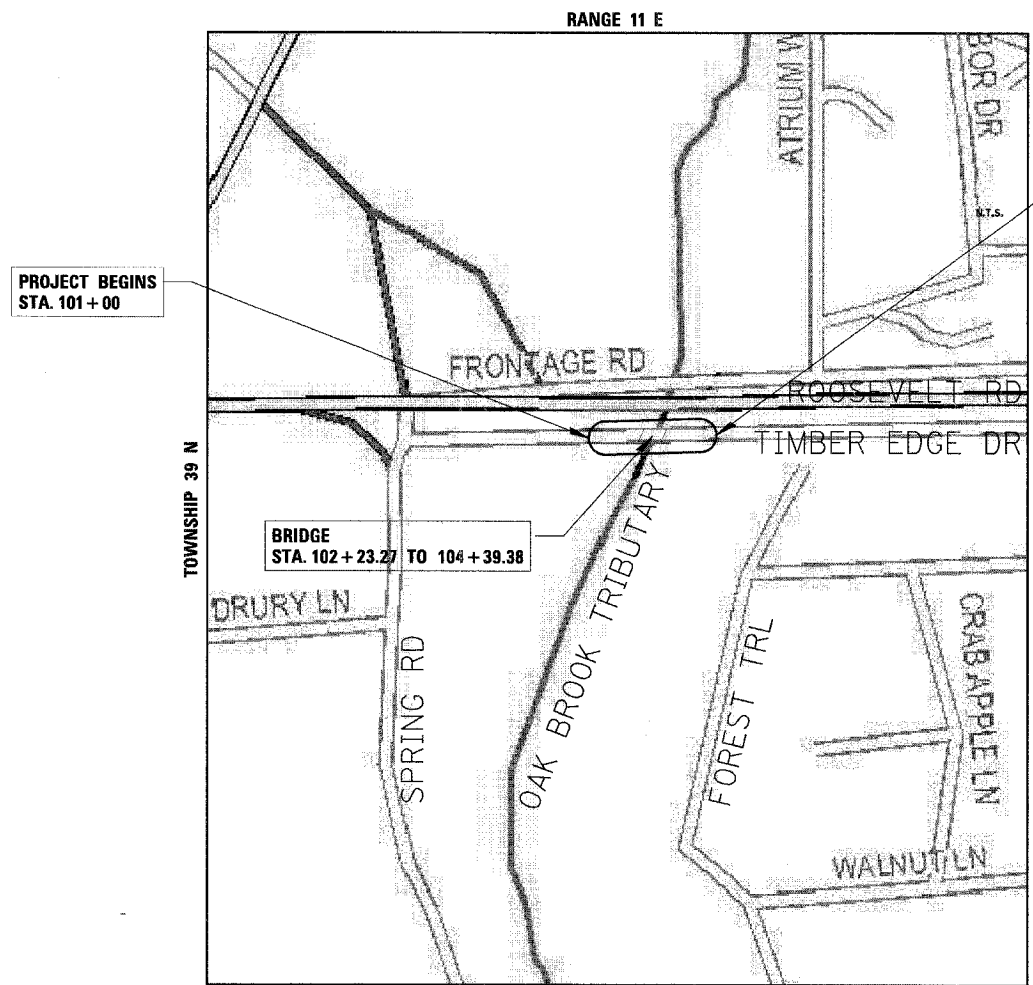 RANGE 11 E
ATRIUM W
BOR DR
N.T.S.
PROJECT BEGINS
STA. 101+00
FRONTAGE RD
ROOSEVELT RD
TIMBER EDGE DR
TOWNSHIP 39 N
BRIDGE
STA. 102+23.27 TO 104+39.38
OAK BROOK TRIBUTARY
DRURY LN
SPRING RD
FOREST TRL
CRABAPPLE LN
WALNUT LN